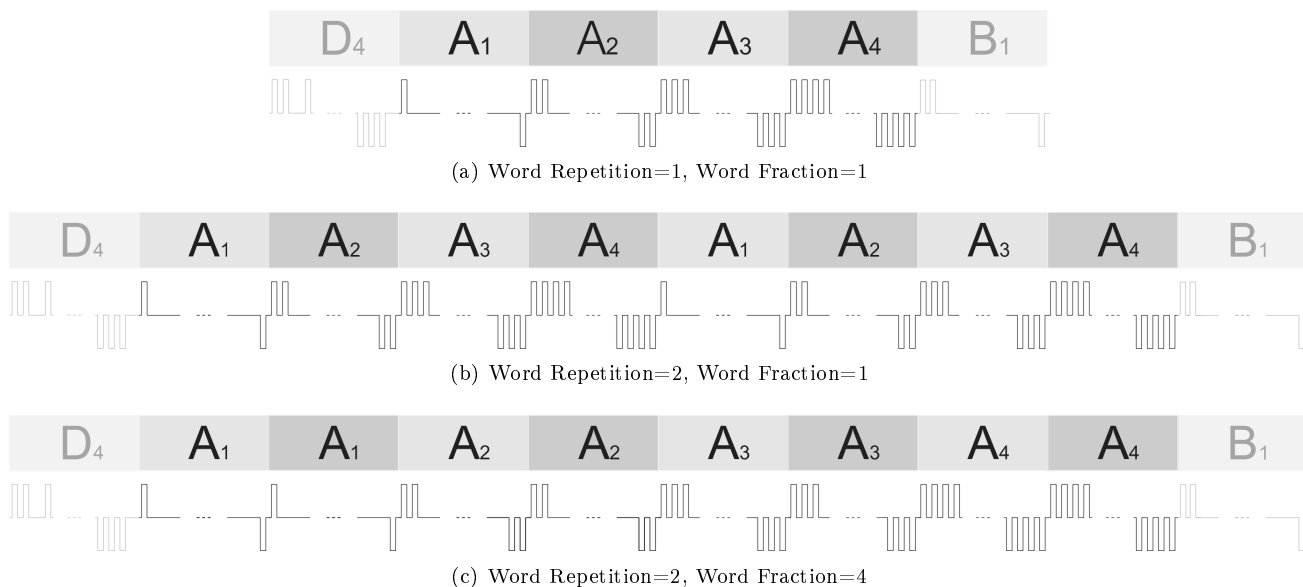 D4 A1 A2 A3 A4 B1
(a) Word Repetition=1, Word Fraction=1
D4 A1 A2 A3 A4 A1 A2 A3 A4 B1
(b) Word Repetition=2, Word Fraction=1
D4 A1 A1 A2 A2 A3 A3 A4 A4 B1
(c) Word Repetition=2, Word Fraction=4